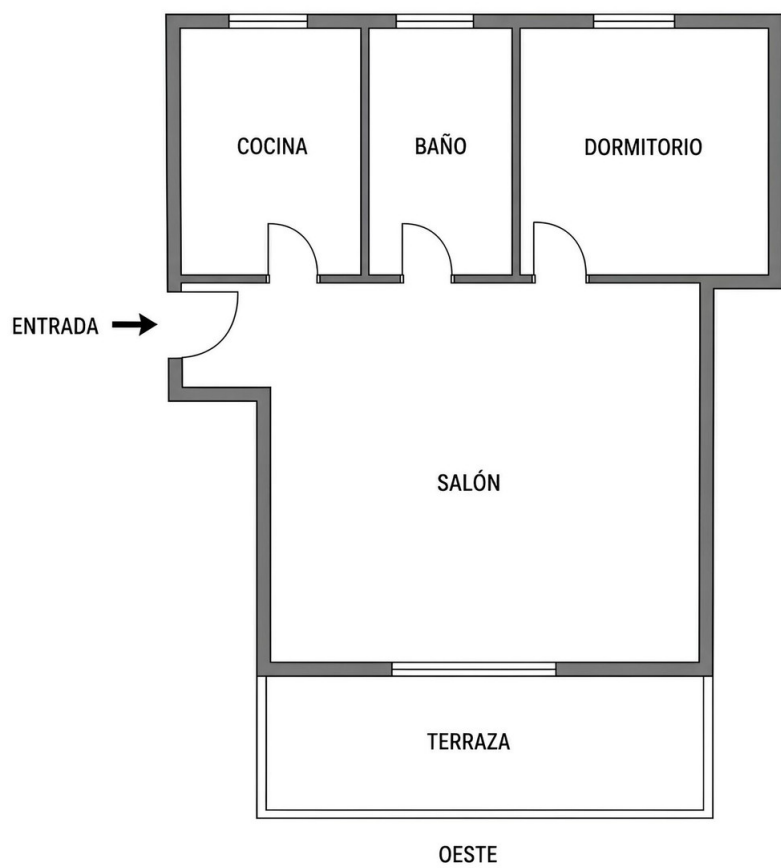 COCINA
BAÑO
DORMITORIO
ENTRADA
SALÓN
TERRAZA
OESTE